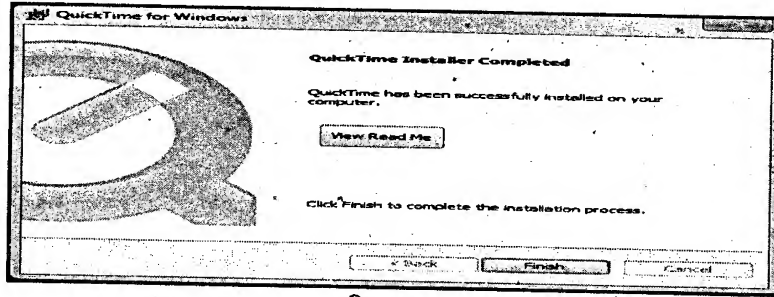 QuickTime for Windows
QuickTime Installer Completed
QuickTime has been successfully installed on your
computer.
View Read Me
Click Finish to complete the installation process.
< Back
Finish
Cancel